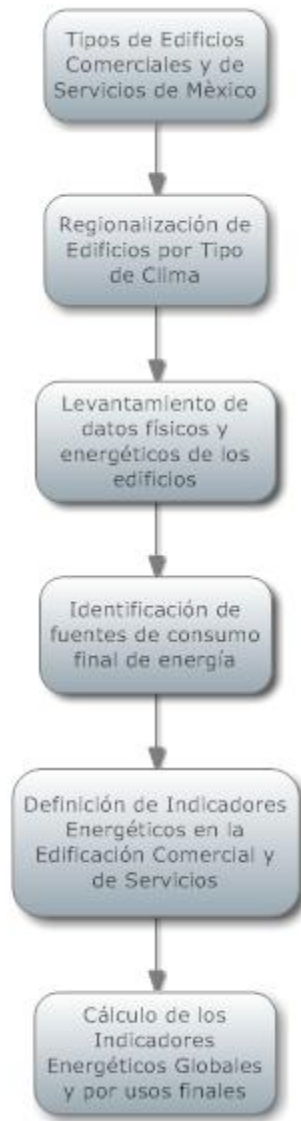 Tipos de Edificios
Comerciales y de
Servicios de Mèxico
Regionalización de
Edificios por Tipo
de Clima
Levantamiento de
datos físicos y
energéticos de los
edificios
Identificación de
fuentes de consumo
final de energía
Definición de Indicadores
Energéticos en la
Edificación Comercial y
de Servicios
Cálculo de los
Indicadores
Energéticos Globales
y por usos finales